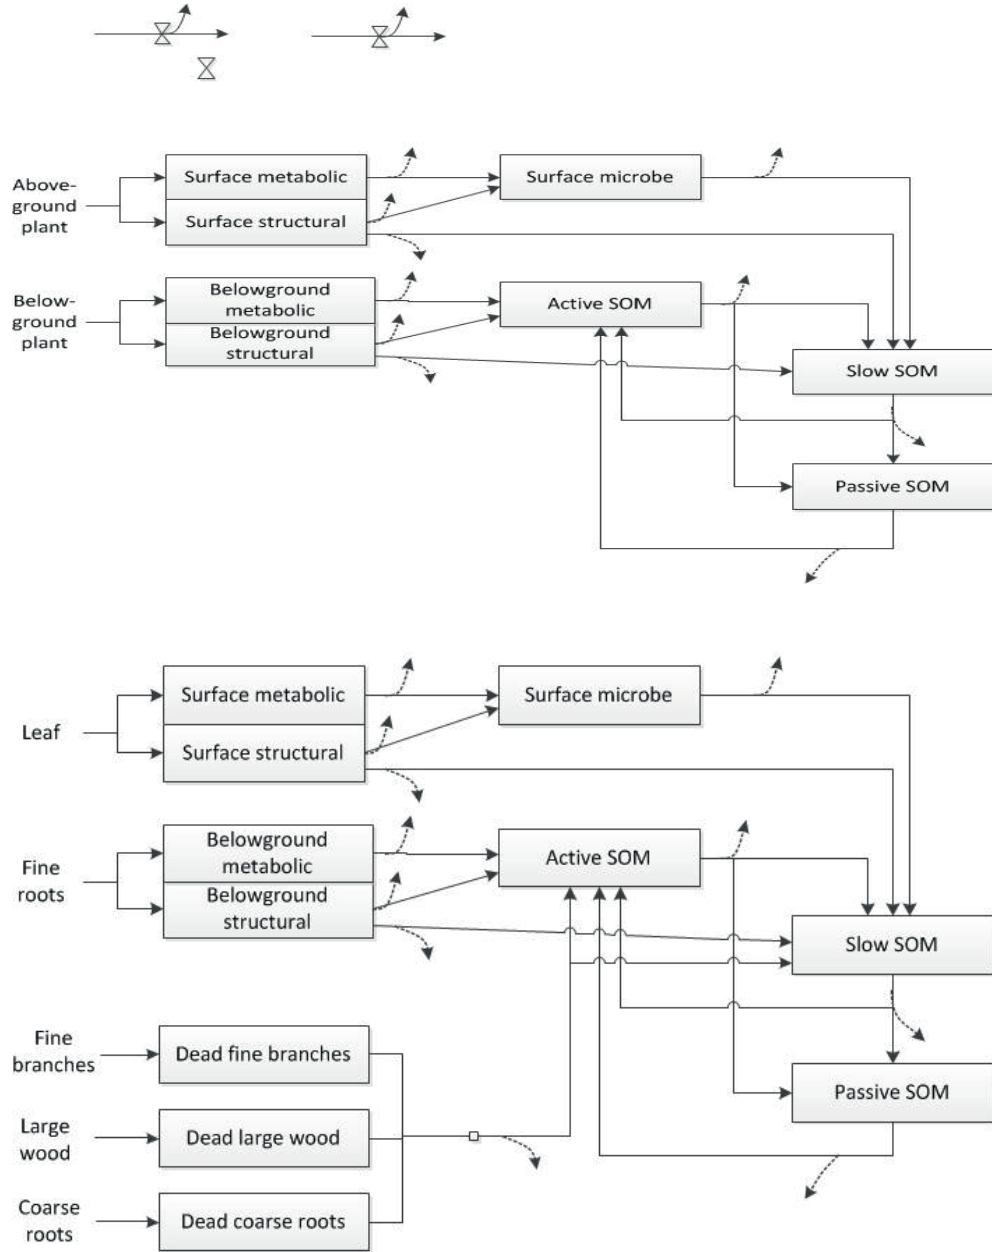 Above-
ground
plant
Surface metabolic
Surface structural
Surface microbe
Below-
ground
plant
Belowground
metabolic
Belowground
structural
Active SOM
Slow SOM
Passive SOM
Leaf
Surface metabolic
Surface structural
Surface microbe
Fine
roots
Belowground
metabolic
Belowground
structural
Active SOM
Slow SOM
Fine
branches
Dead fine branches
Passive SOM
Large
wood
Dead large wood
Coarse
roots
Dead coarse roots